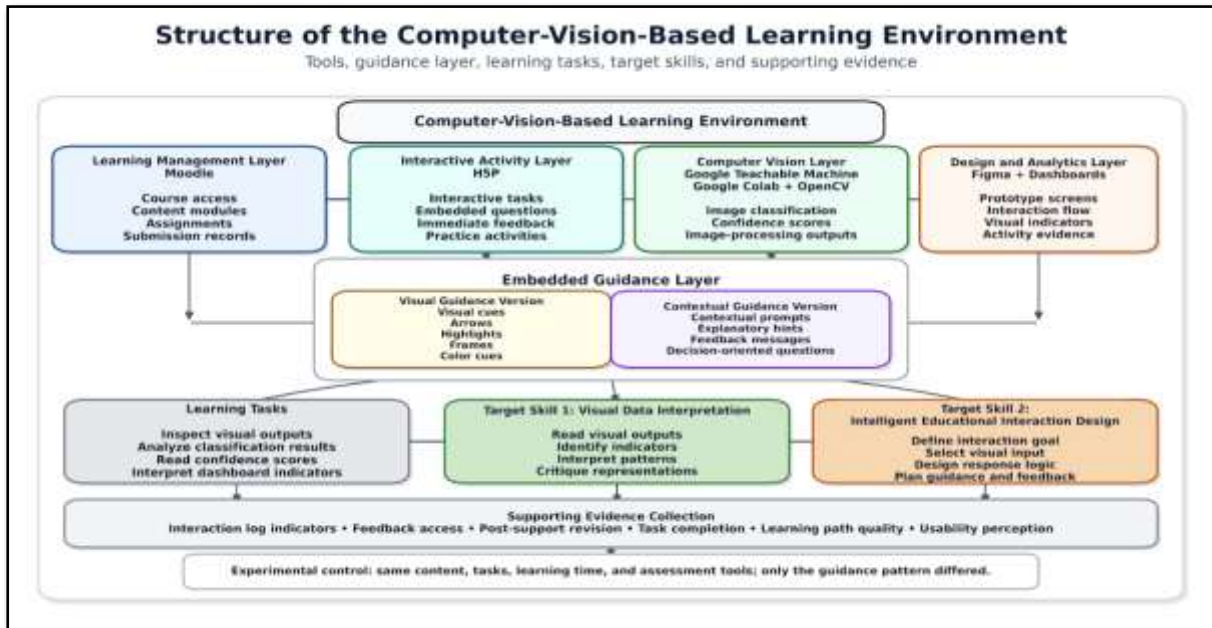 Structure of the Computer-Vision-Based Learning Environment
Tools, guidance layer, learning tasks, target skills, and supporting evidence
Computer-Vision-Based Learning Environment
Learning Management Layer
Moodle
Course access
Content modules
Assignments
Submission records
Interactive Activity Layer
H5P
Interactive tasks
Embedded questions
Immediate feedback
Practice activities
Computer Vision Layer
Google Teachable Machine
Google Colab + OpenCV
Image classification
Confidence scores
Image-processing outputs
Design and Analytics Layer
Figma + Dashboards
Prototype screens
Interaction flow
Visual indicators
Activity evidence
Embedded Guidance Layer
Visual Guidance Version
Visual cues
Arrows
Highlights
Frames
Color cues
Contextual Guidance Version
Contextual prompts
Explanatory hints
Feedback messages
Decision-oriented questions
Learning Tasks
Inspect visual outputs
Analyze classification results
Read confidence scores
Interpret dashboard indicators
Target Skill 1: Visual Data Interpretation
Read visual outputs
Identify indicators
Interpret patterns
Critique representations
Target Skill 2:
Intelligent Educational Interaction Design
Define interaction goal
Select visual input
Design response logic
Plan guidance and feedback
Supporting Evidence Collection
Interaction log indicators • Feedback access • Post-support revision • Task completion • Learning path quality • Usability perception
Experimental control: same content, tasks, learning time, and assessment tools; only the guidance pattern differed.